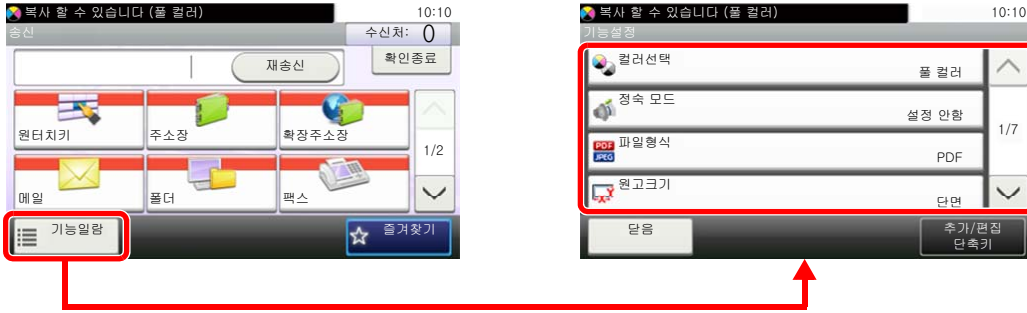 복사 할 수 있습니다 (풀 컬러)
10:10
송신
수신처: 0
재송신
확인종료
원터치키
주소장
확장주소장
1/2
메일
폴더
팩스
기능일람
즐겨찾기
복사 할 수 있습니다 (풀 컬러)
10:10
기능설정
컬러선택
풀 컬러
정숙 모드
설정 안함
1/7
파일형식
PDF
JPEG
PDF
원고크기
단면
닫음
추가/편집
단축키